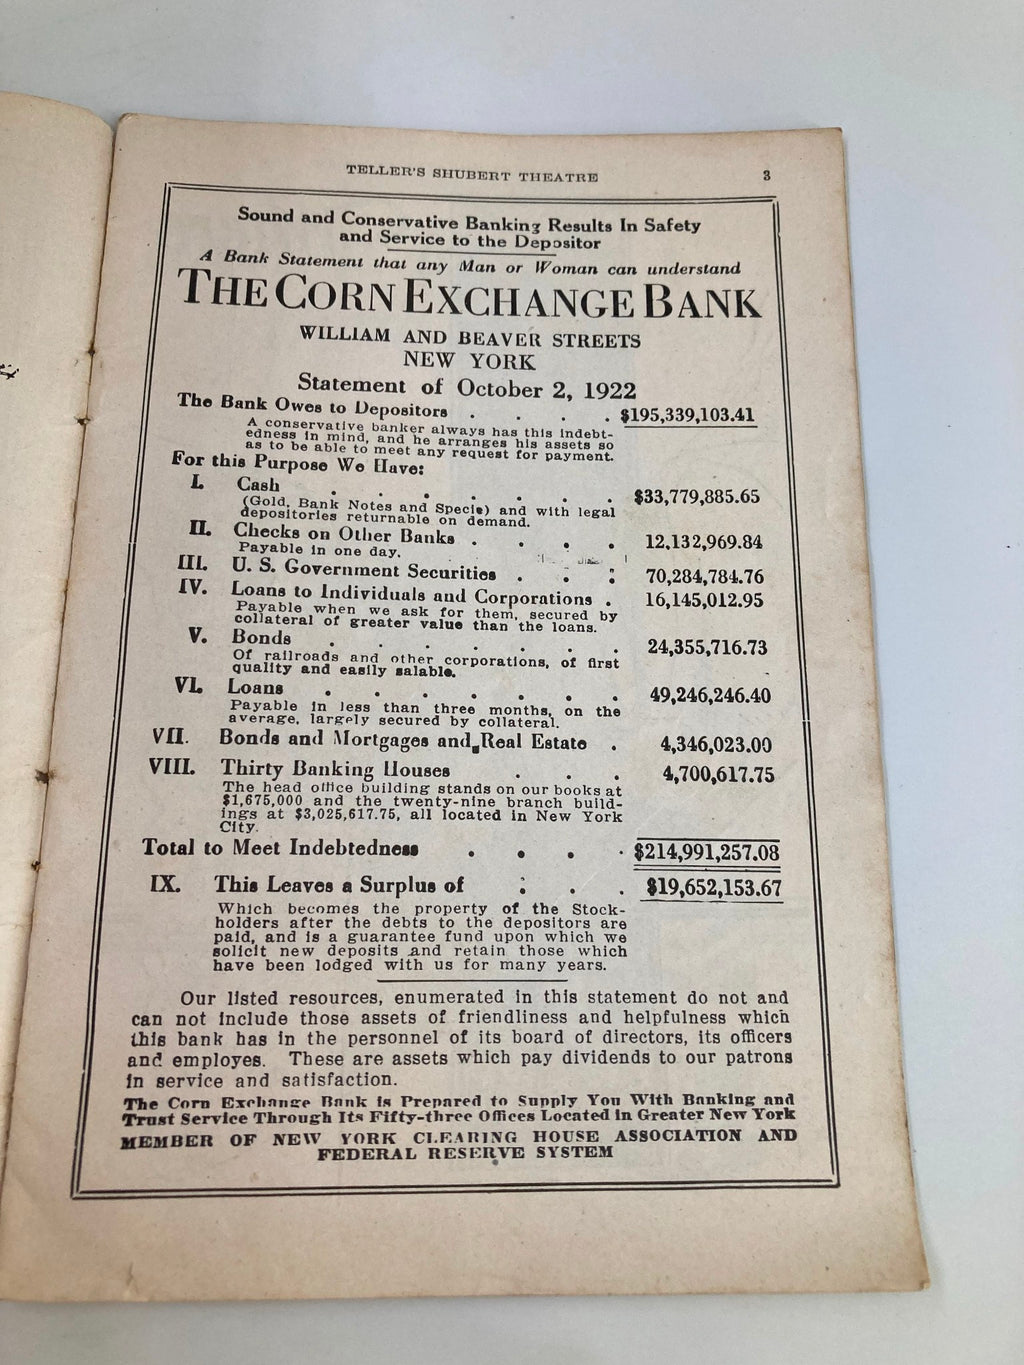 TELLER'S SHUBERT THEATRE 3
Sound and Conservative Banking Results In Safety
and Service to the Depositor
A Bank Statement that any Man or Woman can understand
THE CORN EXCHANGE BANK
WILLIAM AND BEAVER STREETS
NEW YORK
Statement of October 2, 1922
The Bank Owes to Depositors . . . . $195,339,103.41
A conservative banker always has this indebt-
edness in mind, and he arranges his assets so
as to be able to meet any request for payment.
For this Purpose We Have:
I. Cash . . . . . . . $33,779,885.65
(Gold, Bank Notes and Specie) and with legal
depositories returnable on demand.
II. Checks on Other Banks . . . . 12,132,969.84
Payable in one day.
III. U. S. Government Securities . . . 70,284,784.76
IV. Loans to Individuals and Corporations . 16,145,012.95
Payable when we ask for them, secured by
collateral of greater value than the loans.
V. Bonds . . . . . . . 24,355,716.73
Of railroads and other corporations, of first
quality and easily salable.
VI. Loans . . . . . . . 49,246,246.40
Payable in less than three months, on the
average, largely secured by collateral.
VII. Bonds and Mortgages and Real Estate . 4,346,023.00
VIII. Thirty Banking Houses . . . 4,700,617.75
The head office building stands on our books at
$1,675,000 and the twenty-nine branch build-
ings at $3,025,617.75, all located in New York
City.
Total to Meet Indebtedness . . . . $214,991,257.08
IX. This Leaves a Surplus of : . . $19,652,153.67
Which becomes the property of the Stock-
holders after the debts to the depositors are
paid, and is a guarantee fund upon which we
solicit new deposits and retain those which
have been lodged with us for many years.
Our listed resources, enumerated in this statement do not and
can not include those assets of friendliness and helpfulness which
this bank has in the personnel of its board of directors, its officers
and employes. These are assets which pay dividends to our patrons
in service and satisfaction.
The Corn Exchange Bank is Prepared to Supply You With Banking and
Trust Service Through Its Fifty-three Offices Located in Greater New York
MEMBER OF NEW YORK CLEARING HOUSE ASSOCIATION AND
FEDERAL RESERVE SYSTEM